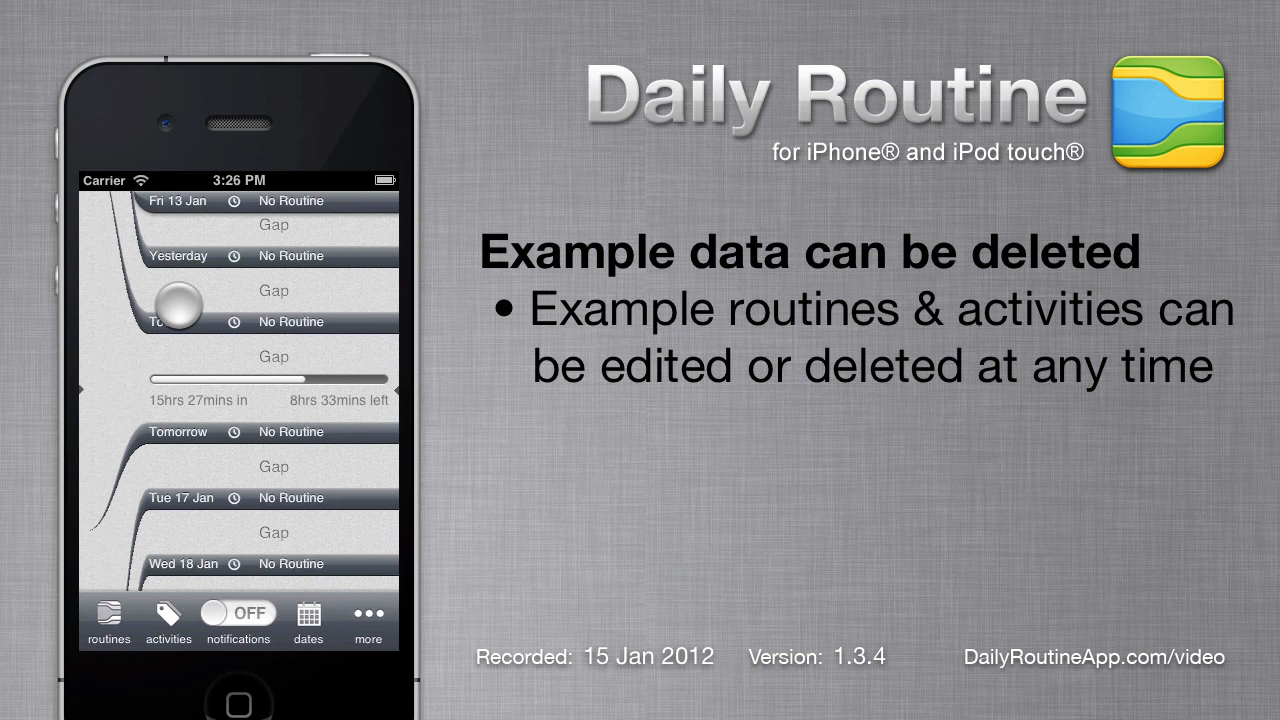 Daily Routine
for iPhone® and iPod touch®
Example data can be deleted
• Example routines & activities can
be edited or deleted at any time
Carrier 3:26 PM
Fri 13 Jan No Routine
Gap
Yesterday No Routine
Gap
No Routine
Gap
15hrs 27mins in 8hrs 33mins left
Tomorrow No Routine
Gap
Tue 17 Jan No Routine
Gap
Wed 18 Jan No Routine
OFF
routines activities notifications dates more
Recorded: 15 Jan 2012 Version: 1.3.4 DailyRoutineApp.com/video